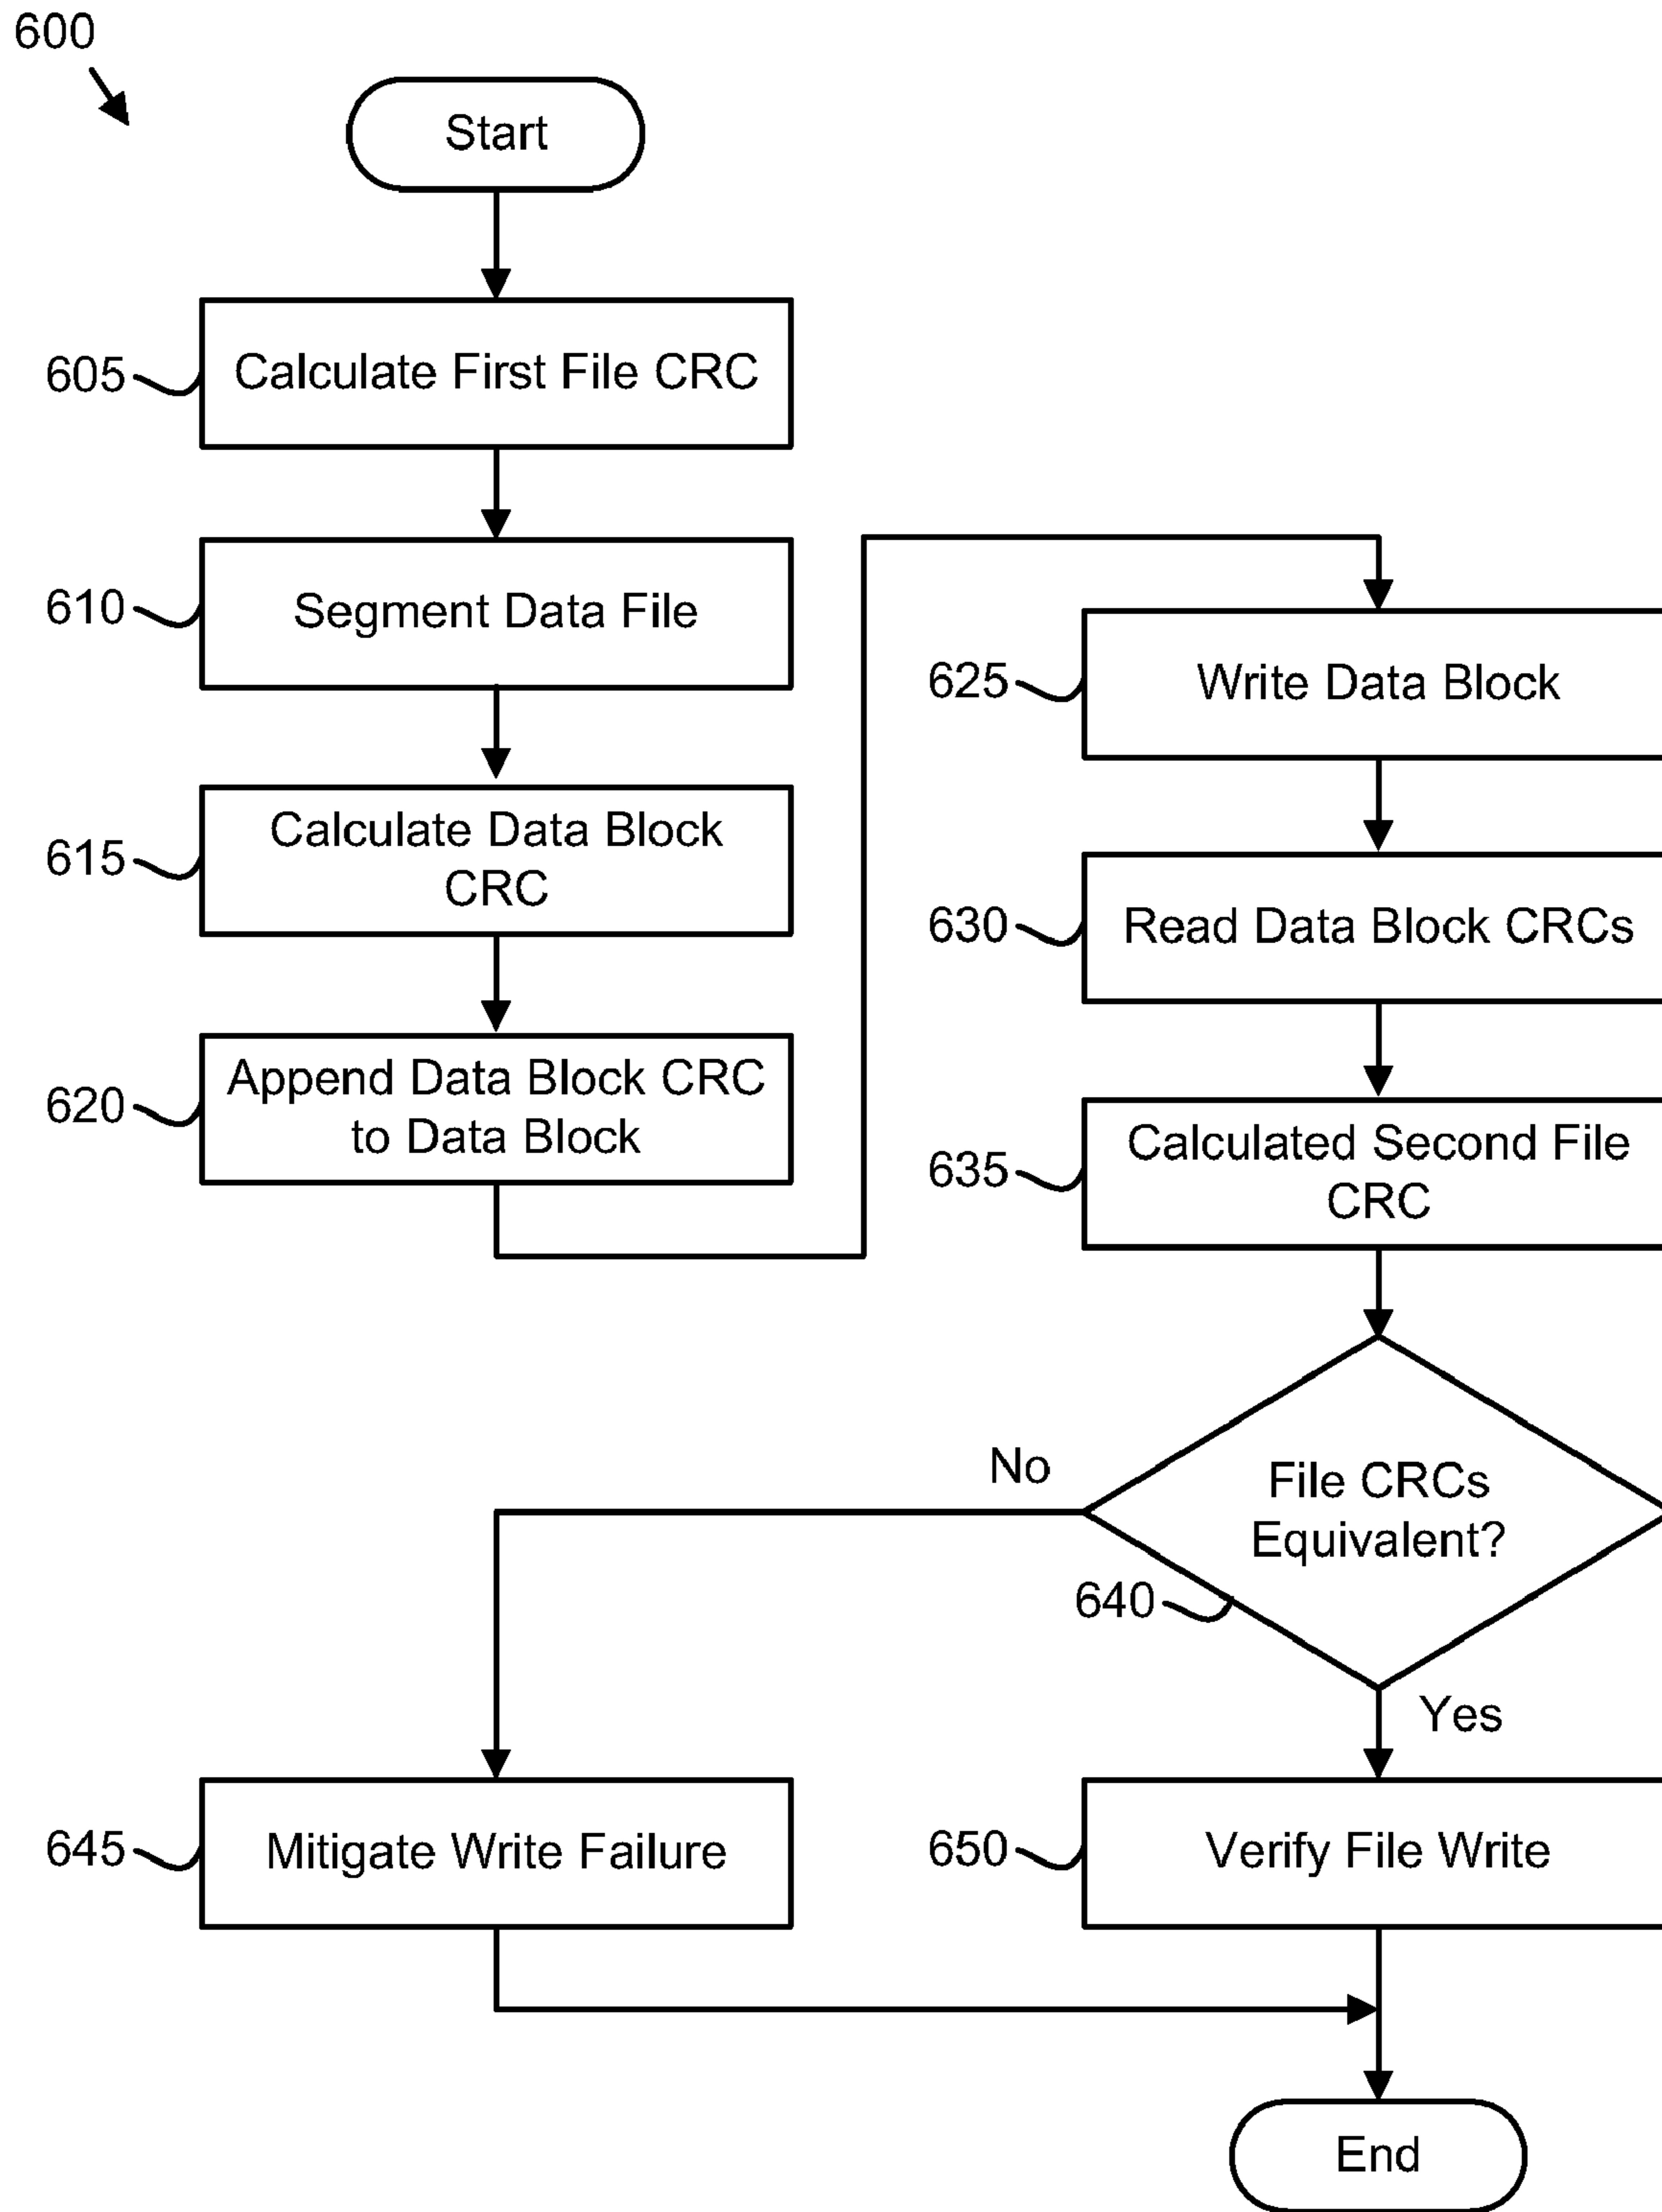 600
Start
605
Calculate First File CRC
610
Segment Data File
615
Calculate Data Block
CRC
620
Append Data Block CRC
to Data Block
625
Write Data Block
630
Read Data Block CRCs
635
Calculated Second File
CRC
No
File CRCs
Equivalent?
640
Yes
645
Mitigate Write Failure
650
Verify File Write
End